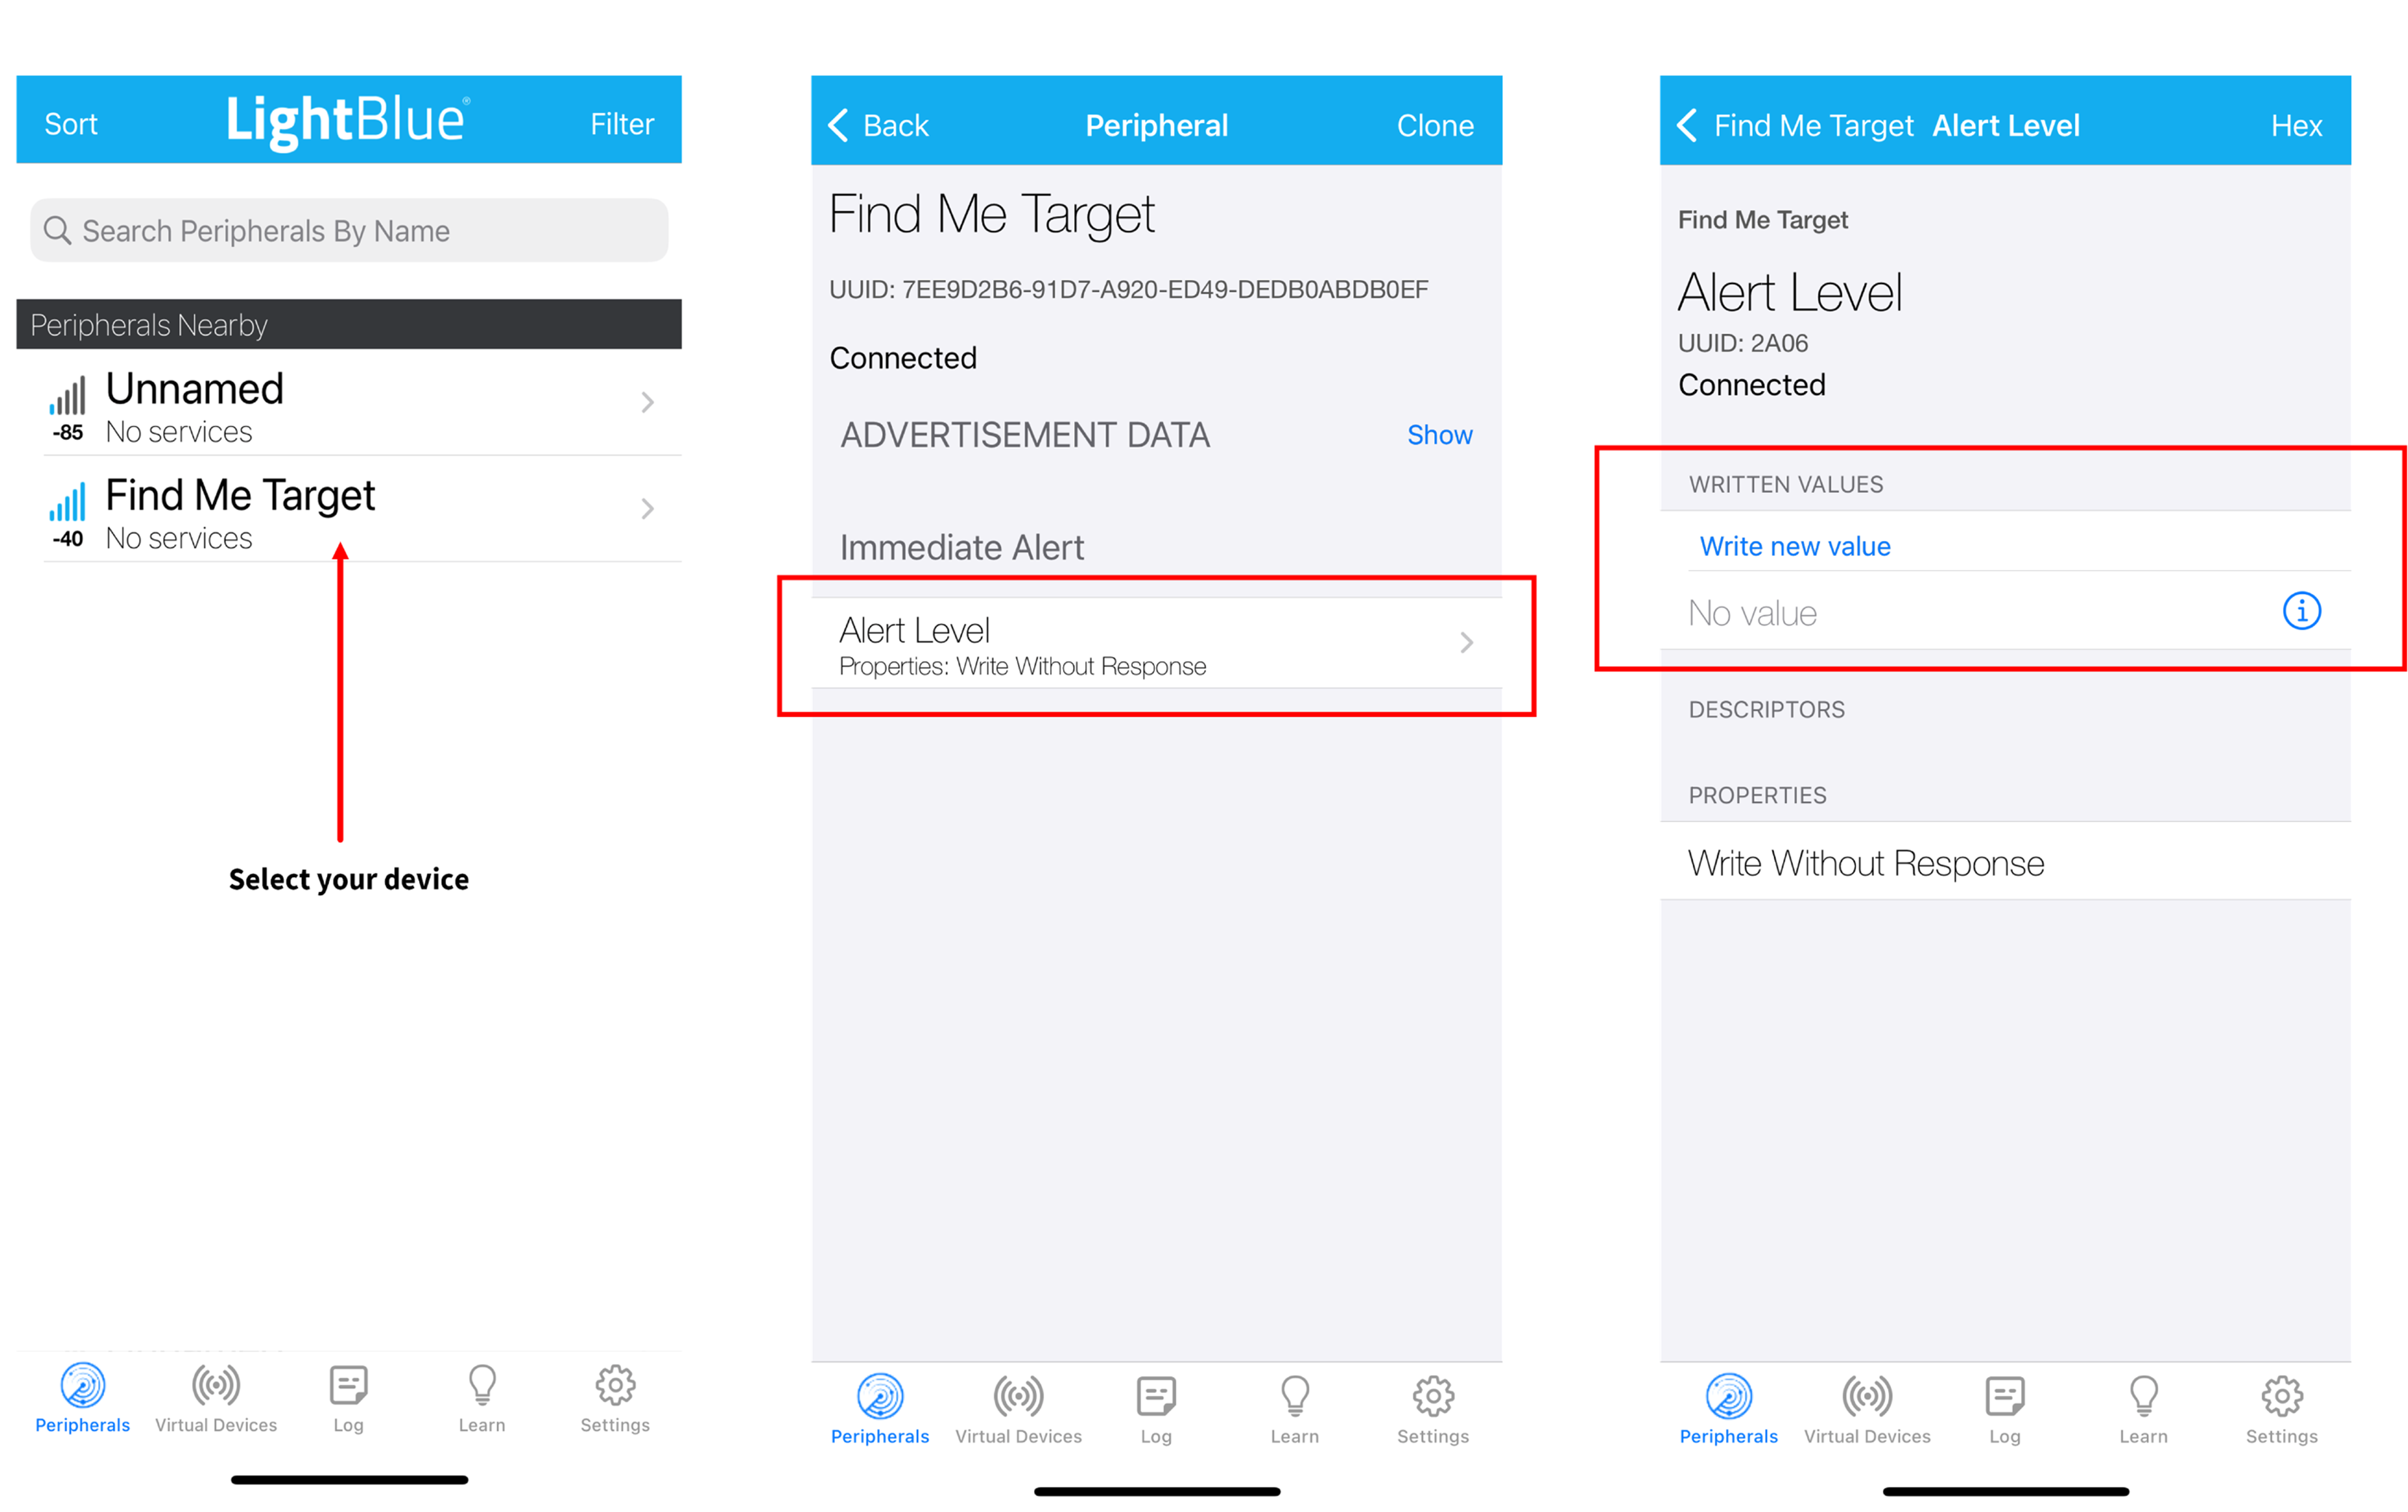 Sort LightBlue® Filter
Search Peripherals By Name
Peripherals Nearby
Unnamed
-85 No services
Find Me Target
-40 No services
Select your device
Peripherals Virtual Devices Log Learn Settings
Back Peripheral Clone
Find Me Target
UUID: 7EE9D2B6-91D7-A920-ED49-DEDB0ABDB0EF
Connected
ADVERTISEMENT DATA Show
Immediate Alert
Alert Level
Properties: Write Without Response
Peripherals Virtual Devices Log Learn Settings
Find Me Target Alert Level Hex
Find Me Target
Alert Level
UUID: 2A06
Connected
WRITTEN VALUES
Write new value
No value
DESCRIPTORS
PROPERTIES
Write Without Response
Peripherals Virtual Devices Log Learn Settings